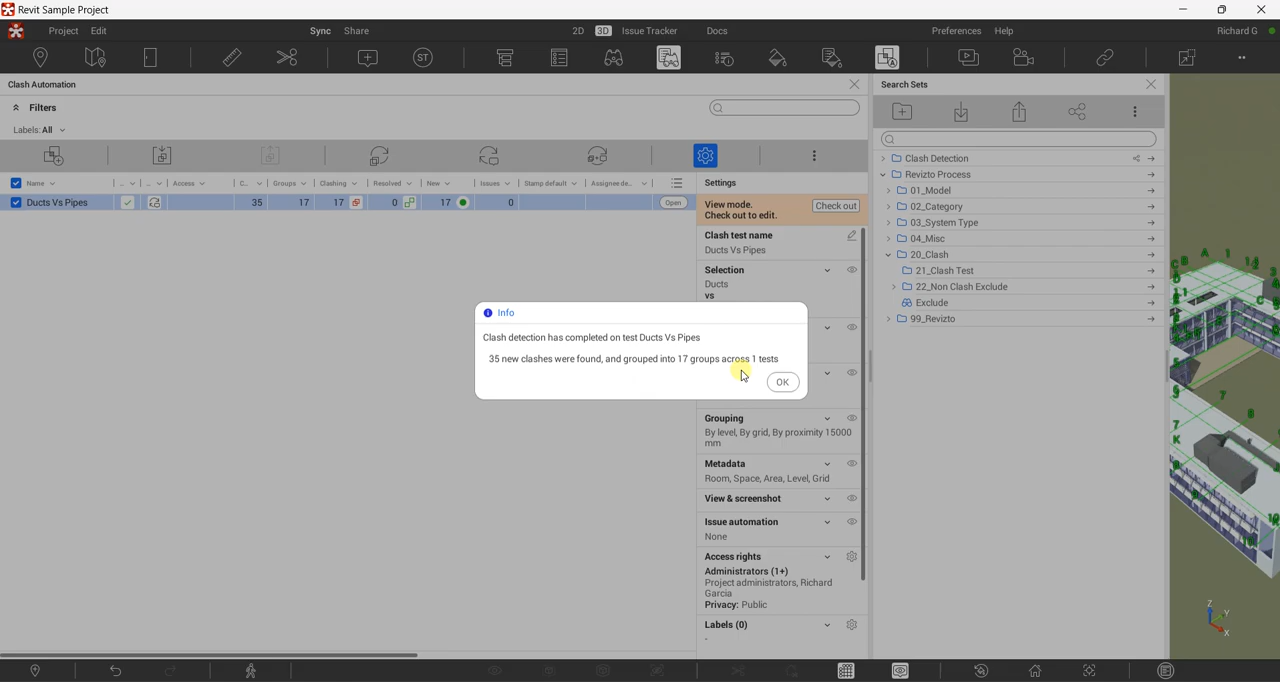 Revit Sample Project
Project Edit Sync Share 2D 3D Issue Tracker Docs Preferences Help Richard G
ST
A
Clash Automation
Search Sets
Filters
Labels: All
Name .. .. Access C.. Groups Clashing Resolved New Issues Stamp default Assignee de...
Ducts Vs Pipes 35 17 17 0 17 0 Open
Settings
View mode.
Check out to edit.
Check out
Clash test name
Ducts Vs Pipes
Selection
Ducts
vs
Grouping
By level, By grid, By proximity 15000
mm
Metadata
Room, Space, Area, Level, Grid
View & screenshot
Issue automation
None
Access rights
Administrators (1+)
Project administrators, Richard
Garcia
Privacy: Public
Labels (0)
-
Info
Clash detection has completed on test Ducts Vs Pipes
35 new clashes were found, and grouped into 17 groups across 1 tests
OK
Clash Detection
Revizto Process
01_Model
02_Category
03_System Type
04_Misc
20_Clash
21_Clash Test
22_Non Clash Exclude
Exclude
99_Revizto
Z
Y
X